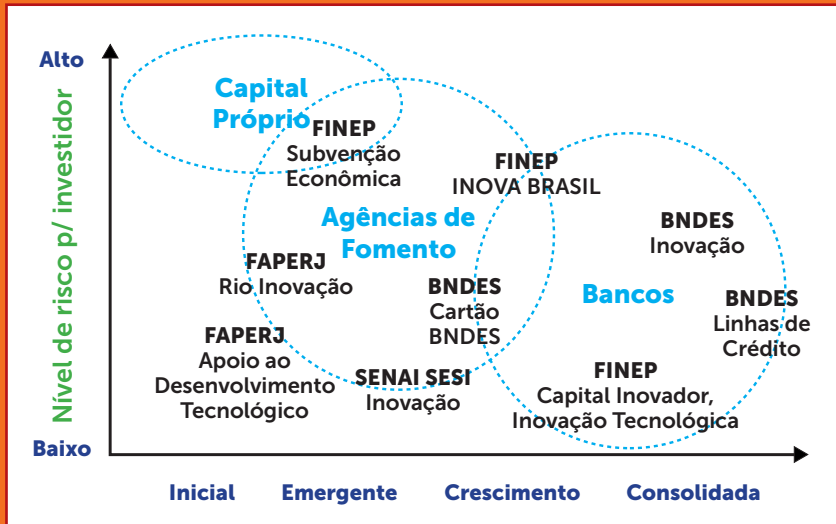 Alto
Nível de risco p/ investidor
Baixo
Capital
Próprio
FINEP
Subvenção
Econômica
FINEP
INOVA BRASIL
Agências de
Fomento
BNDES
Inovação
FAPERJ
Rio Inovação
BNDES
Cartão
BNDES
Bancos
BNDES
Linhas de
Crédito
FAPERJ
Apoio ao
Desenvolvimento
Tecnológico
SENAI SESI
Inovação
FINEP
Capital Inovador,
Inovação Tecnológica
Inicial
Emergente
Crescimento
Consolidada